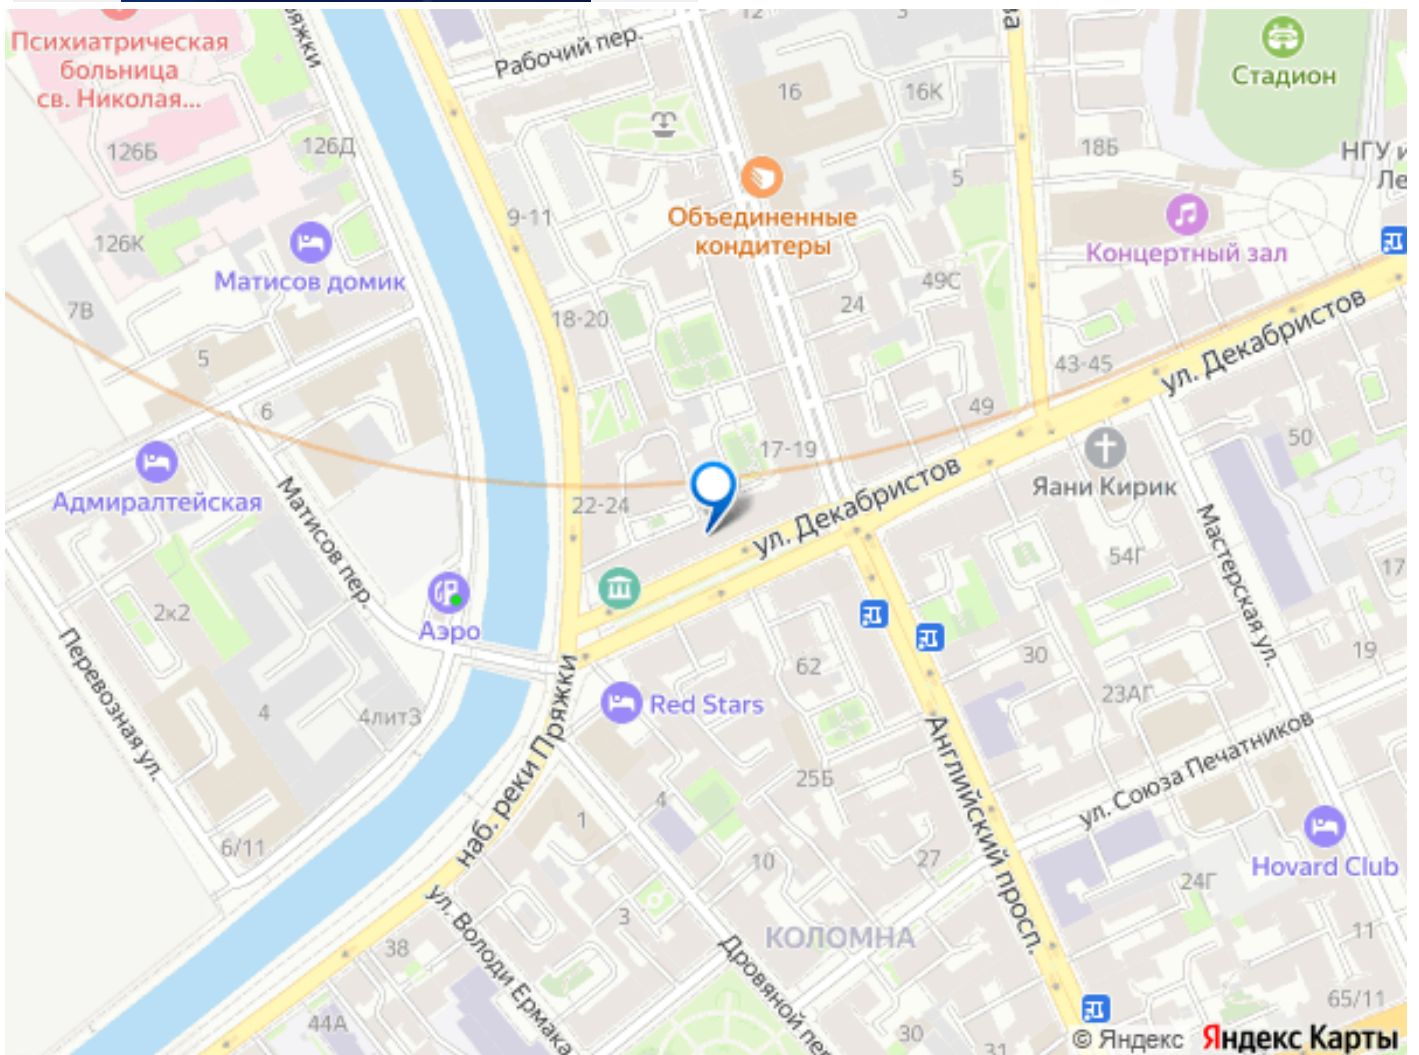 Психиатрическая
больница
св. Николая...
Рабочий пер.
12
3
16
16К
Стадион
126Б
126Д
18Б
НГУ и
Ле
5
9-11
Объединенные
кондитеры
126К
Матисов домик
Концертный зал
49С
7В
18-20
24
ул. Декабристов
5
43-45
6
49
17-19
50
Адмиралтейская
22-24
Яани Кирик
Матисов пер.
ул. Декабристов
Мастерская ул.
54Г
17
2к2
Аэро
Перевозная ул.
62
30
19
23АГ
Red Stars
4
4лит3
наб. реки Пряжки
Английский просп.
ул. Союза Печатников
25Б
4
1
6/11
10
27
Hovard Club
24Г
ул. Володи Ермака
3
КОЛОМНА
11
38
Дровяной пер
65/11
44А
30
31
© Яндекс
Яндекс Карты